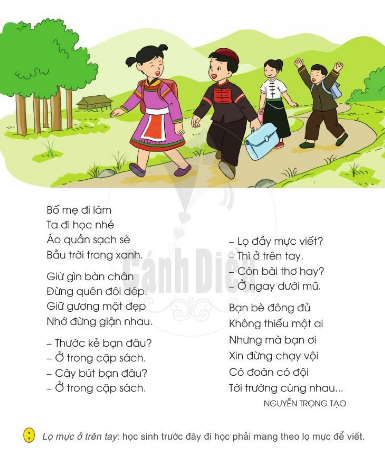 Bố mẹ đi làm
Ta đi học nhé
Áo quần sạch sẽ
Bầu trời trong xanh.
Giữ gìn bàn chân
Đừng quên đôi dép.
Giữ gương mặt đẹp
Nhớ đừng giận nhau.
– Thước kẻ bạn đâu?
– Ở trong cặp sách.
– Cây bút bạn đâu?
– Ở trong cặp sách.
– Lọ đầy mực viết?
– Thì ở trên tay.
– Còn bài thơ hay?
– Ở ngay dưới mũ.
Bạn bè đông đủ
Không thiếu một ai
Nhưng mà bạn ơi
Xin đừng chạy vội
Có đoàn có đội
Tới trường cùng nhau...
NGUYỄN TRỌNG TẠO
Lọ mực ở trên tay: học sinh trước đây đi học phải mang theo lọ mực để viết.
Cánh Diều